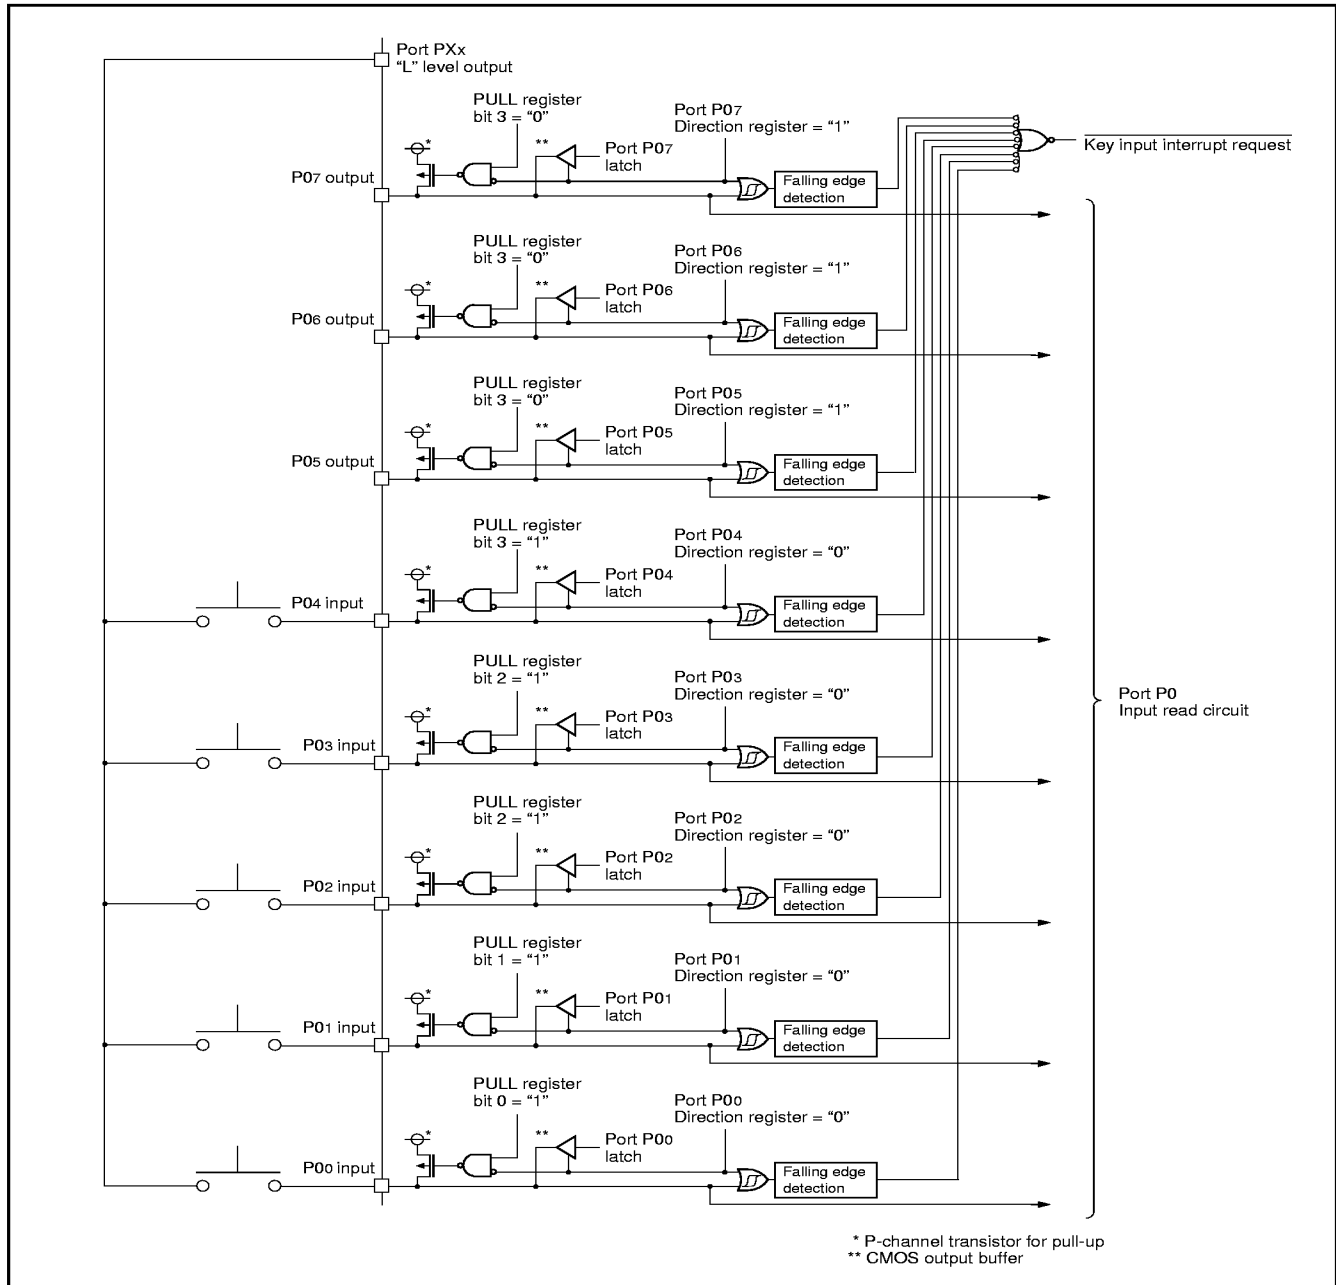 Port PXx
“L” level output
PULL register
bit 3 = “0”
Port P07
Direction register = “1”
*
**
Port P07
latch
P07 output
Falling edge
detection
Key input interrupt request
PULL register
bit 3 = “0”
Port P06
Direction register = “1”
*
**
Port P06
latch
P06 output
Falling edge
detection
PULL register
bit 3 = “0”
Port P05
Direction register = “1”
*
**
Port P05
latch
P05 output
Falling edge
detection
PULL register
bit 3 = “1”
Port P04
Direction register = “0”
*
**
Port P04
latch
P04 input
Falling edge
detection
PULL register
bit 2 = “1”
Port P03
Direction register = “0”
*
**
Port P03
latch
P03 input
Falling edge
detection
Port P0
Input read circuit
PULL register
bit 2 = “1”
Port P02
Direction register = “0”
*
**
Port P02
latch
P02 input
Falling edge
detection
PULL register
bit 1 = “1”
Port P01
Direction register = “0”
*
**
Port P01
latch
P01 input
Falling edge
detection
PULL register
bit 0 = “1”
Port P00
Direction register = “0”
*
**
Port P00
latch
P00 input
Falling edge
detection
* P-channel transistor for pull-up
** CMOS output buffer